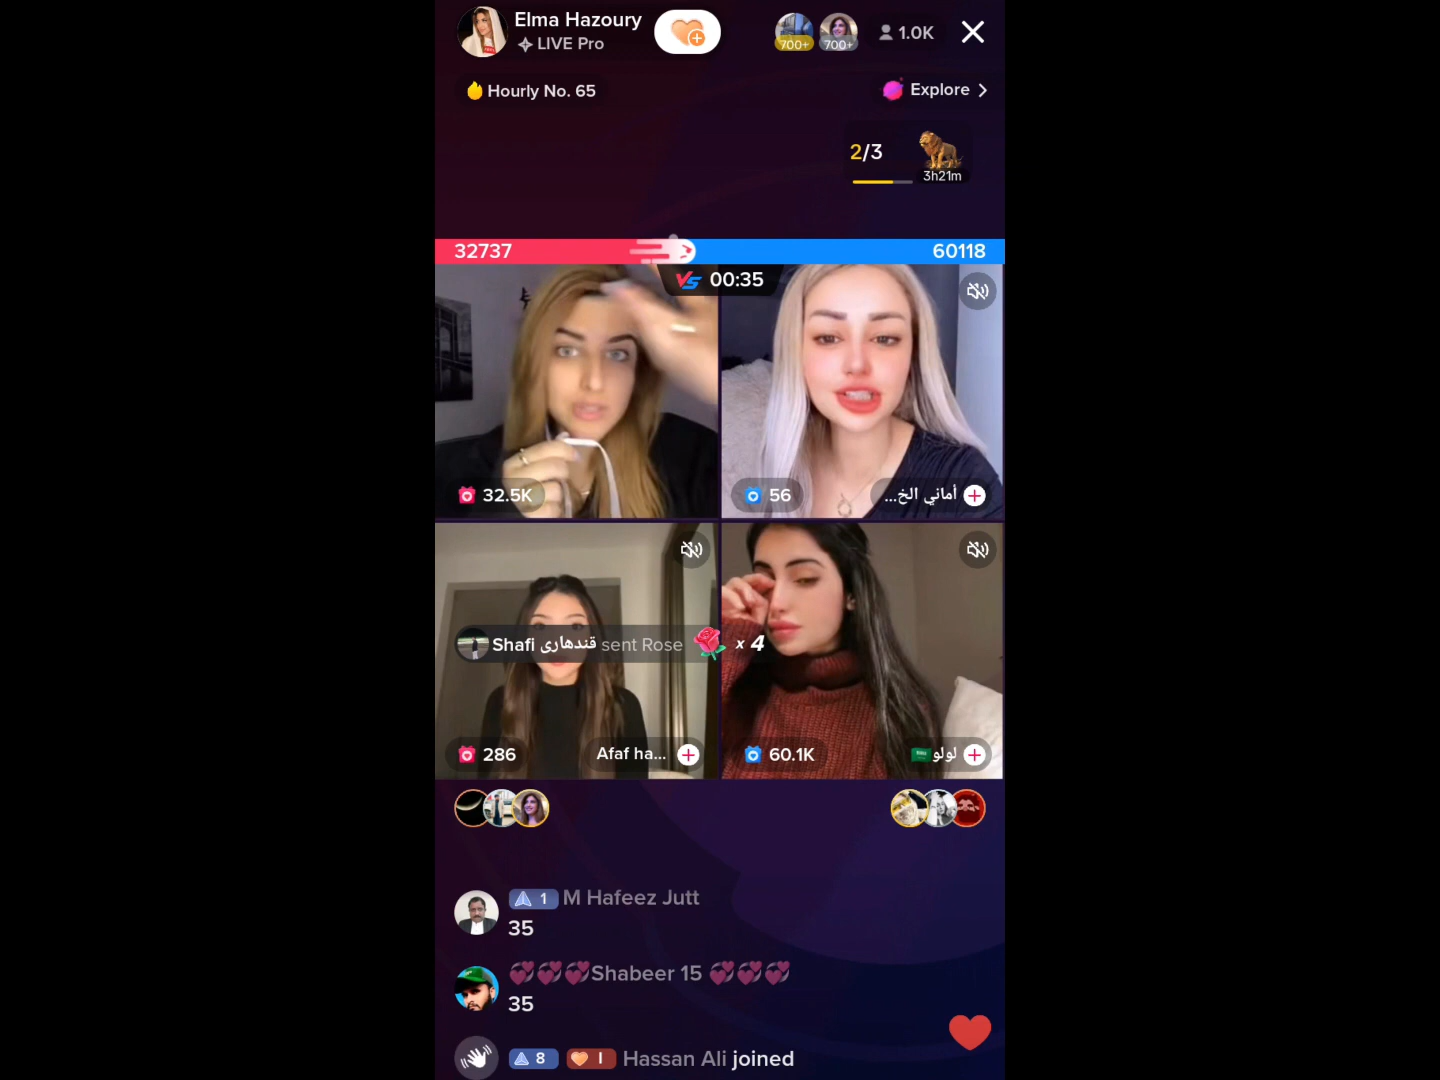 Elma Hazoury
LIVE Pro
700+
700+
1.0K
Hourly No. 65
Explore
2/3
3h21m
32737
60118
VS 00:35
32.5K
56
أماني الخ...
Shafi قندهاری sent Rose x 4
286
Afaf ha...
60.1K
لولو🇸🇦
1 M Hafeez Jutt
35
💞💞💞Shabeer 15 💞💞💞
35
8 I Hassan Ali joined